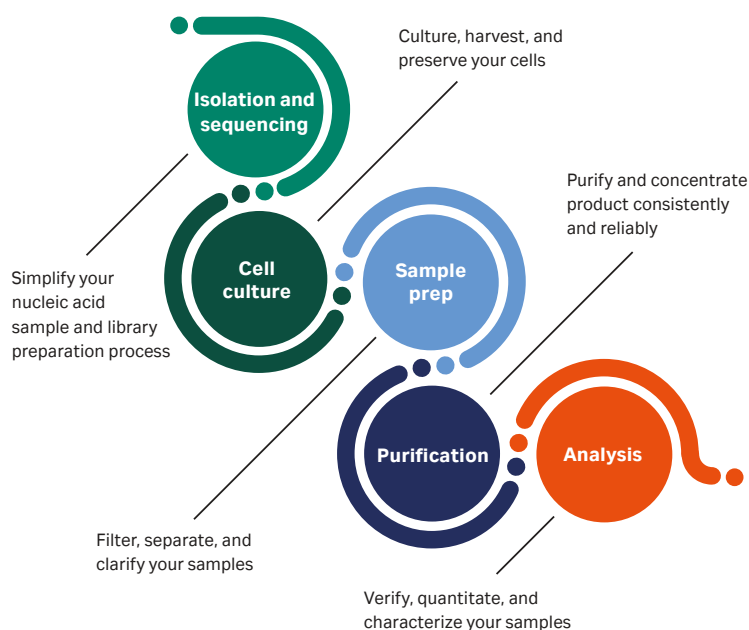 Culture, harvest, and
preserve your cells
Isolation and
sequencing
Purify and concentrate
product consistently
and reliably
Simplify your
nucleic acid
sample and library
preparation process
Cell
culture
Sample
prep
Purification
Analysis
Filter, separate, and
clarify your samples
Verify, quantitate, and
characterize your samples